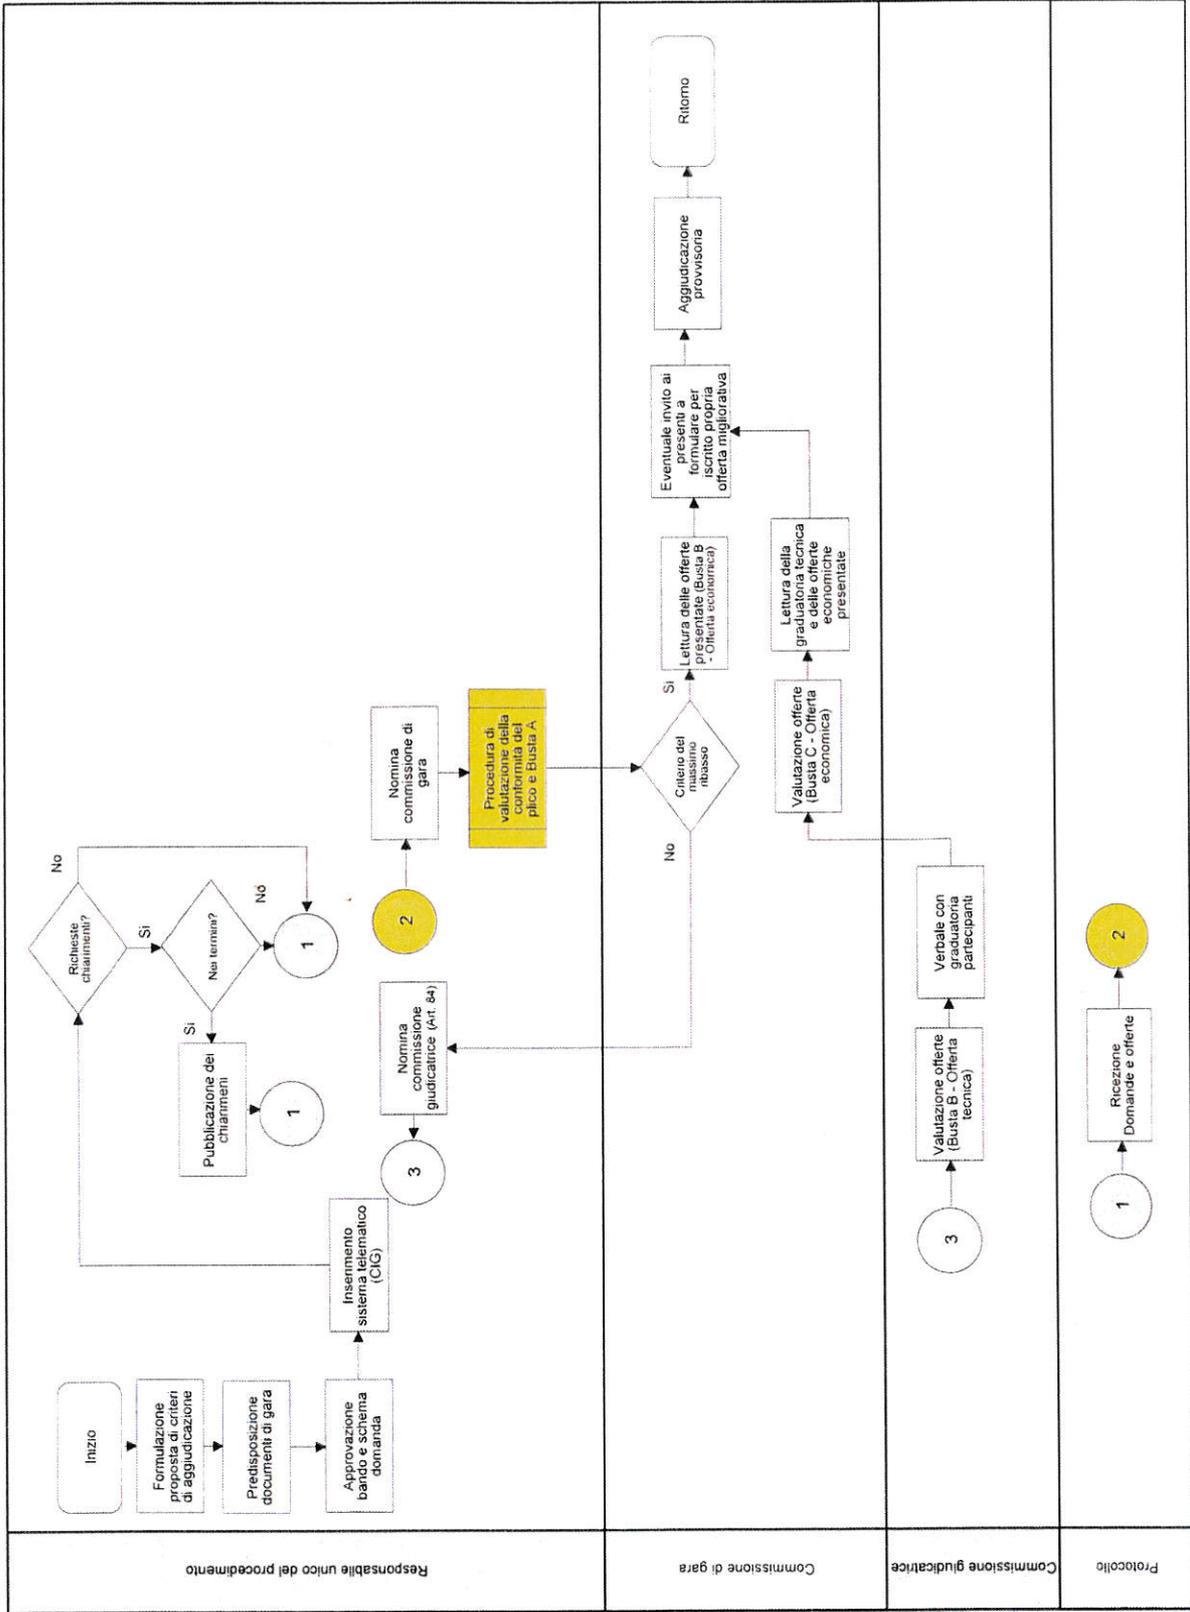 Responsabile unico del procedimento
Inizio
Formulazione
proposta di criteri
di aggiudicazione
Predisposizione
documenti di gara
Approvazione
bando e schema
domanda
Inserimento
sistema telematico
(CIG)
Richieste
chiarimenti?
No
Si
Nei termini?
No
Si
1
Pubblicazione dei
chiarimeni
1
2
Nomina
commissione di
gara
Procedura di
valutazione della
conformità del
plico e Busta A
Nomina
commissione
giudicatrice (Art. 84)
3
Commissione di gara
Criterio del
massimo
ribasso
Si
No
Lettura delle offerte
presentate (Busta B
- Offerta economica)
Eventuale invito ai
presenti a
formulare per
iscritto propria
offerta migliorativa
Aggiudicazione
provvisoria
Ritorno
Valutazione offerte
(Busta C - Offerta
economica)
Lettura della
graduatoria tecnica
e delle offerte
economiche
presentate
Commissione giudicatrice
3
Valutazione offerte
(Busta B - Offerta
tecnica)
Verbale con
graduatoria
partecipanti
Protocollo
1
Ricezione
Domande e offerte
2